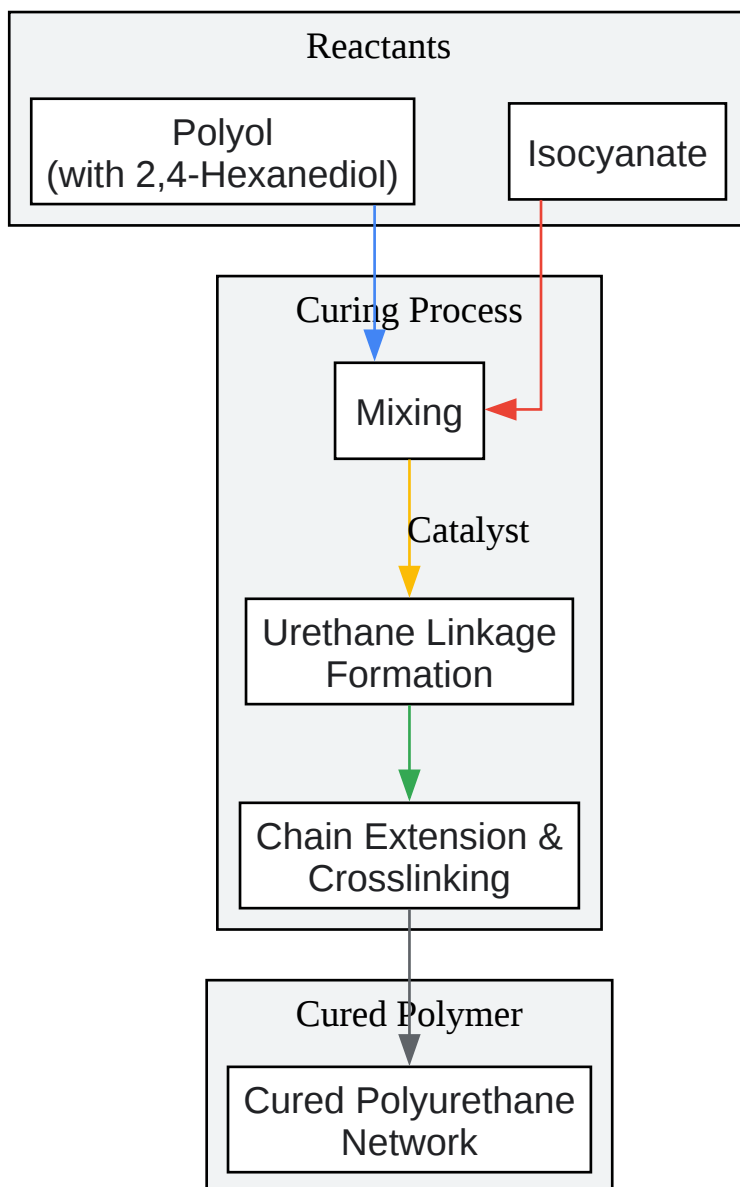 Reactants
Polyol
(with 2,4-Hexanediol)
Isocyanate
Curing Process
Mixing
Catalyst
Urethane Linkage
Formation
Chain Extension &
Crosslinking
Cured Polymer
Cured Polyurethane
Network